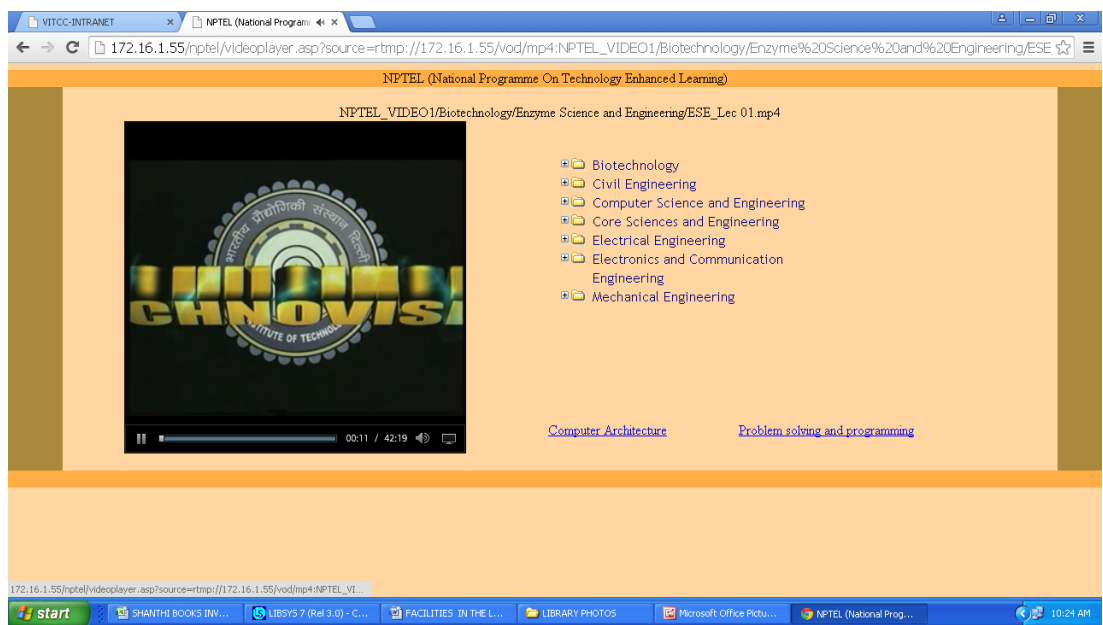 VITCC-INTRANET
NPTEL (National Program
172.16.1.55/nptel/videoplayer.asp?source=rtmp://172.16.1.55/vod/mp4:NPTEL_VIDEO1/Biotechnology/Enzyme%20Science%20and%20Engineering/ESE
NPTEL (National Programme On Technology Enhanced Learning)
NPTEL_VIDEO1/Biotechnology/Enzyme Science and Engineering/ESE_Lec 01.mp4
भारतीय प्रौद्योगिकी संस्थान दिल्ली
CHNOVIS
INSTITUTE OF TECHNOL
00:11 / 42:19
Biotechnology
Civil Engineering
Computer Science and Engineering
Core Sciences and Engineering
Electrical Engineering
Electronics and Communication
Engineering
Mechanical Engineering
Computer Architecture
Problem solving and programming
172.16.1.55/nptel/videoplayer.asp?source=rtmp://172.16.1.55/vod/mp4:NPTEL_VI...
start
SHANTHI BOOKS INV...
LIBSYS 7 (Rel 3.0) - C...
FACILITIES IN THE L...
LIBRARY PHOTOS
Microsoft Office Pictu...
NPTEL (National Prog...
10:24 AM